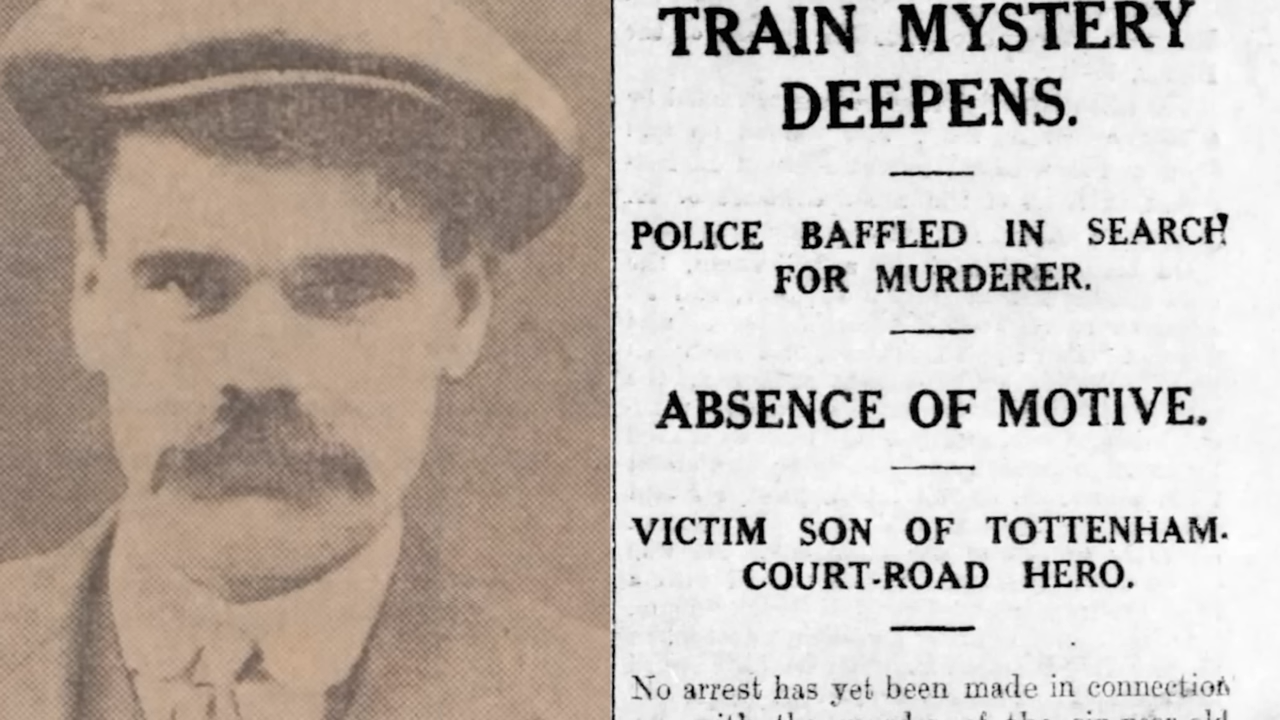 TRAIN MYSTERY
DEEPENS.
POLICE BAFFLED IN SEARCH
FOR MURDERER.
ABSENCE OF MOTIVE.
VICTIM SON OF TOTTENHAM-
COURT-ROAD HERO.
No arrest has yet been made in connection